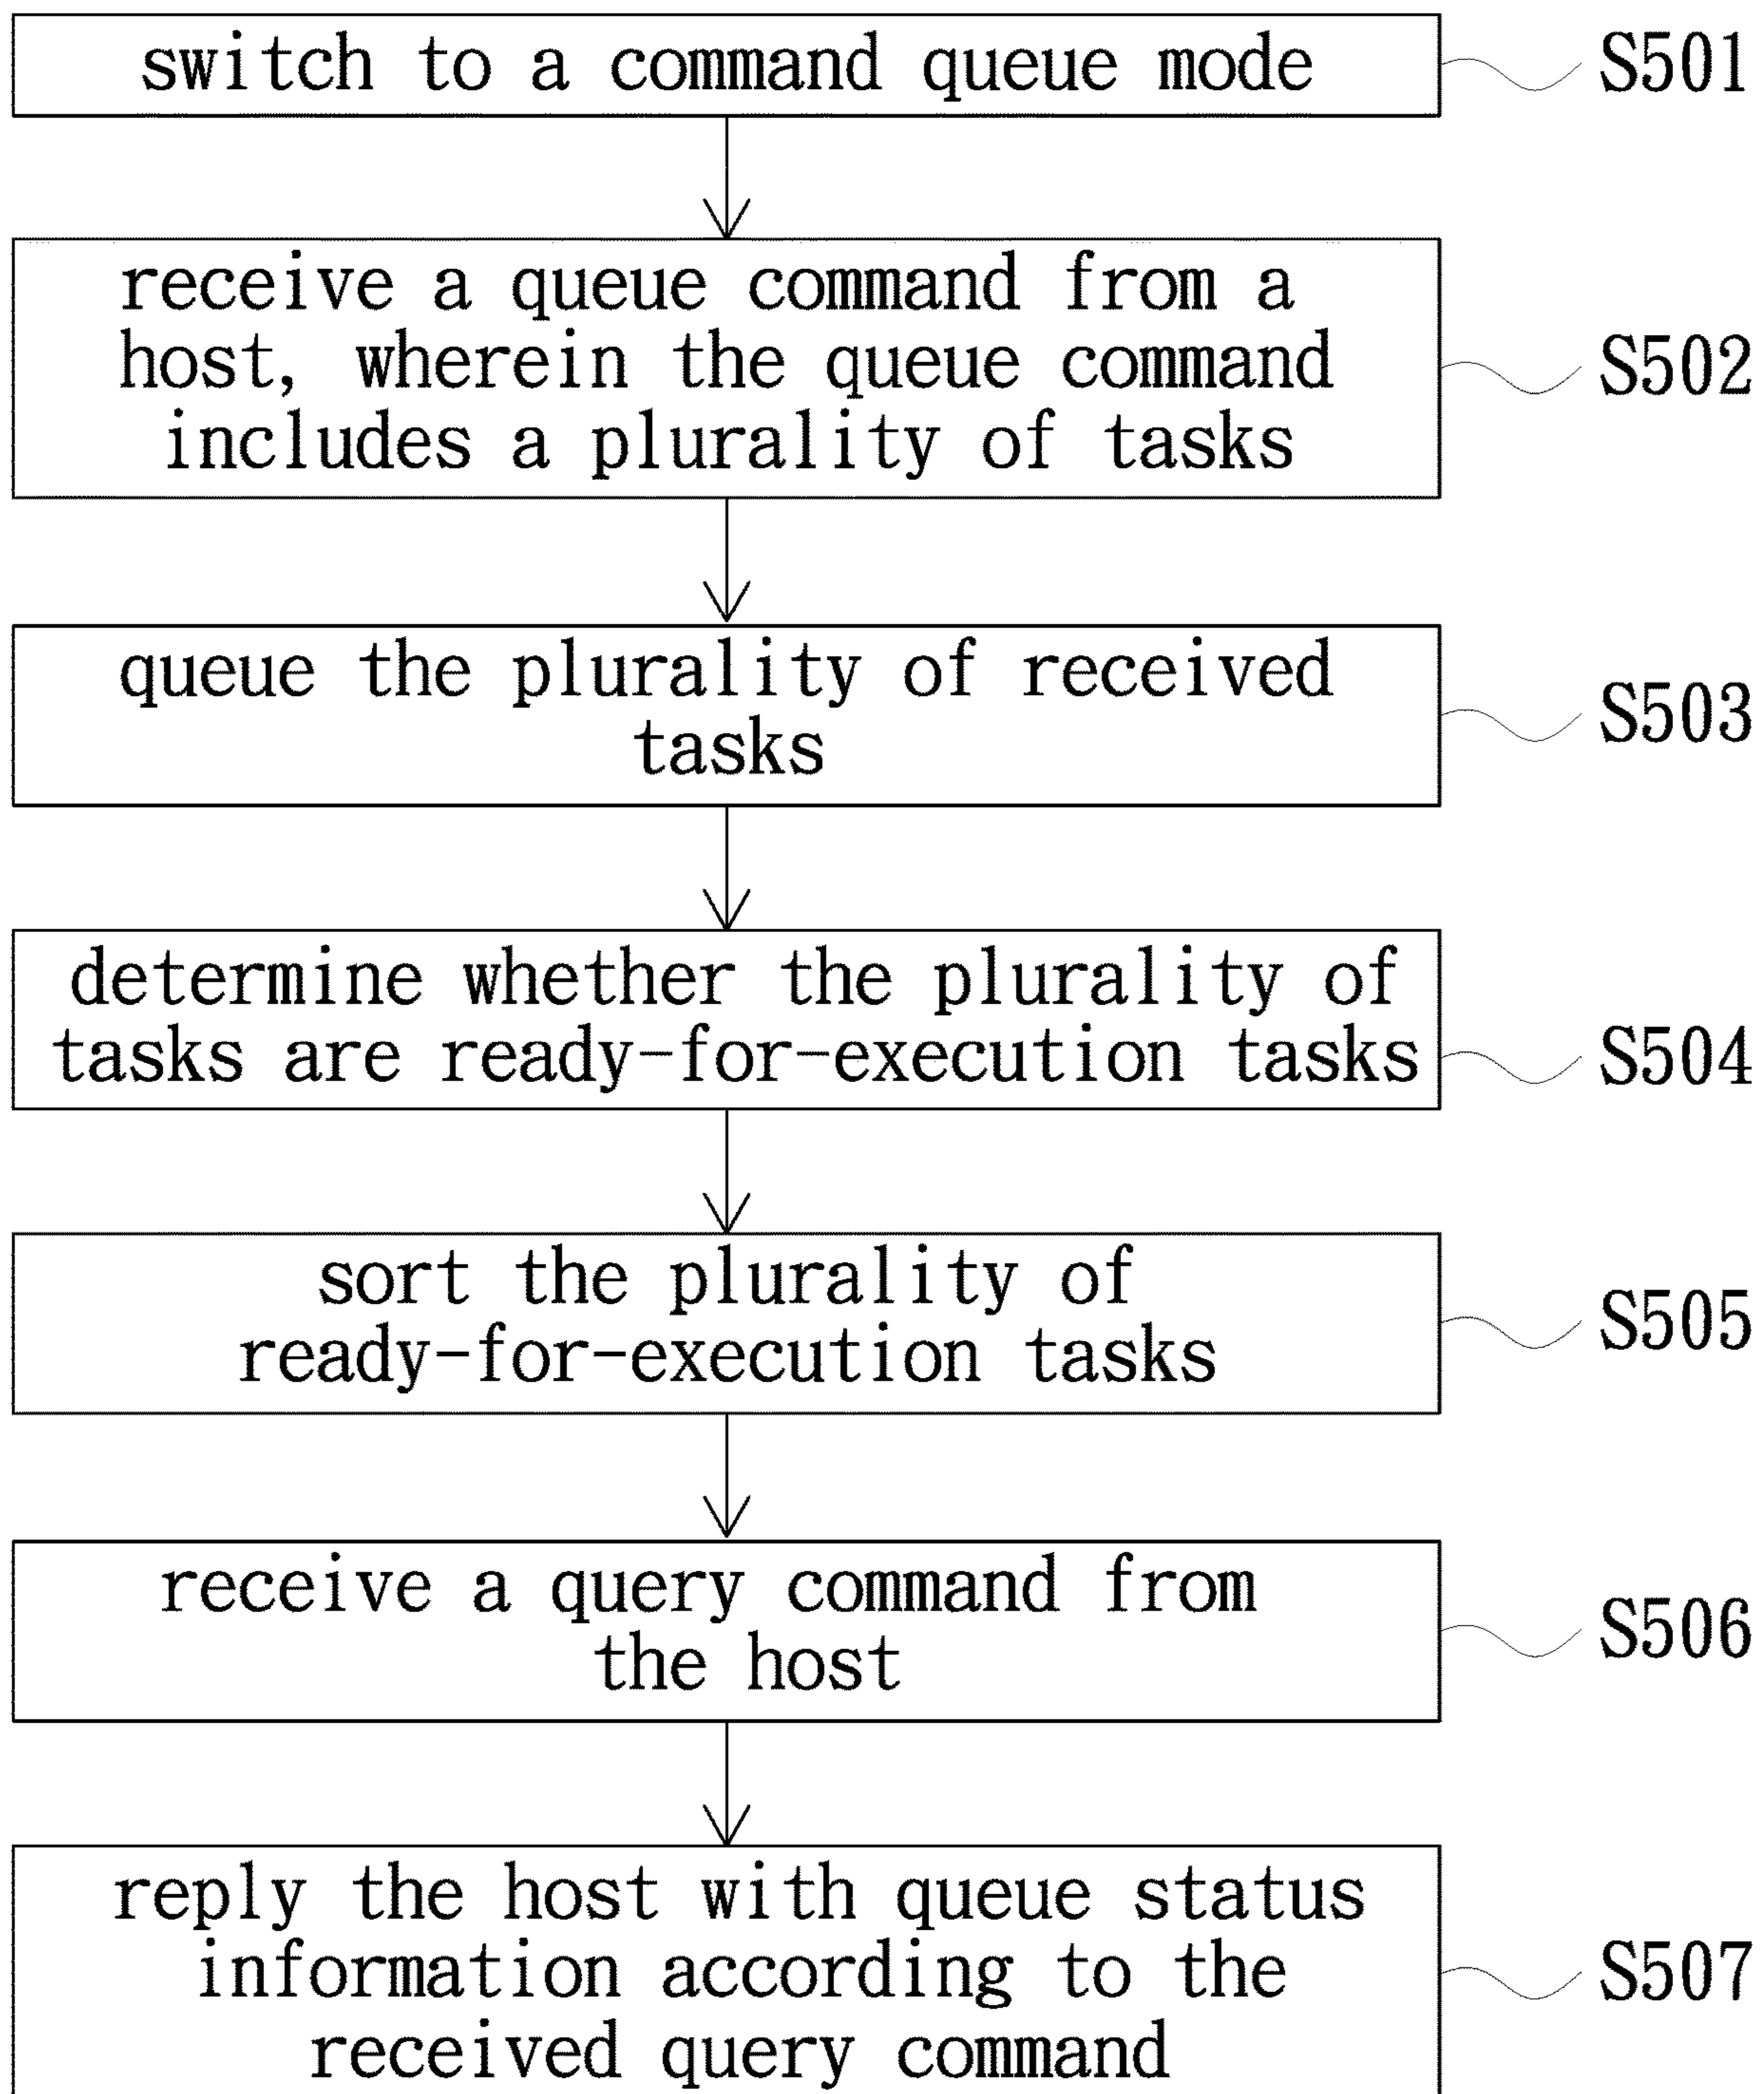 switch to a command queue mode
S501
receive a queue command from a
host, wherein the queue command
includes a plurality of tasks
S502
queue the plurality of received
tasks
S503
determine whether the plurality of
tasks are ready-for-execution tasks
S504
sort the plurality of
ready-for-execution tasks
S505
receive a query command from
the host
S506
reply the host with queue status
information according to the
received query command
S507